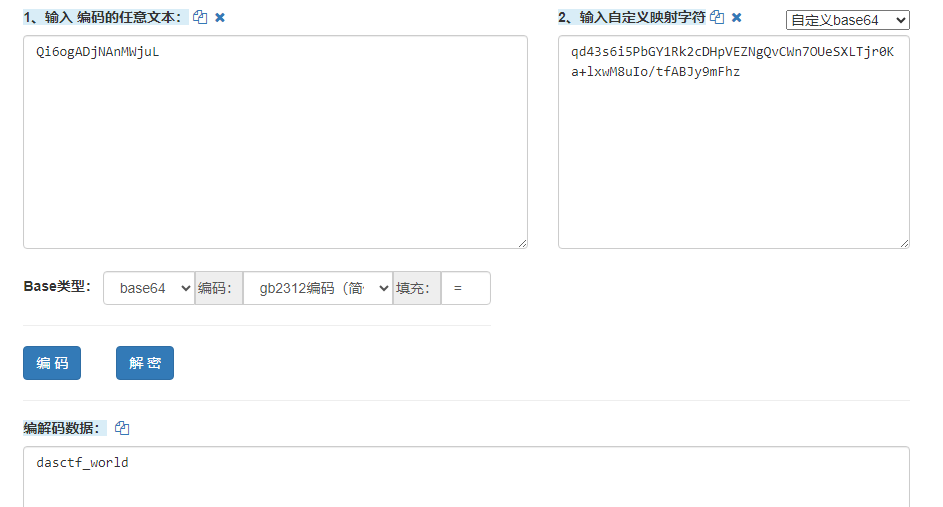 1、输入 编码的任意文本：
2、输入自定义映射字符
自定义base64
Qi6ogADjNAnMWjuL
qd43s6i5PbGY1Rk2cDHpVEZNgQvCWn7OUeSXLTjr0K
a+lxwM8uIo/tfABJy9mFhz
Base类型： base64 编码： gb2312编码（简 填充： =
编 码 解 密
编解码数据：
dasctf_world